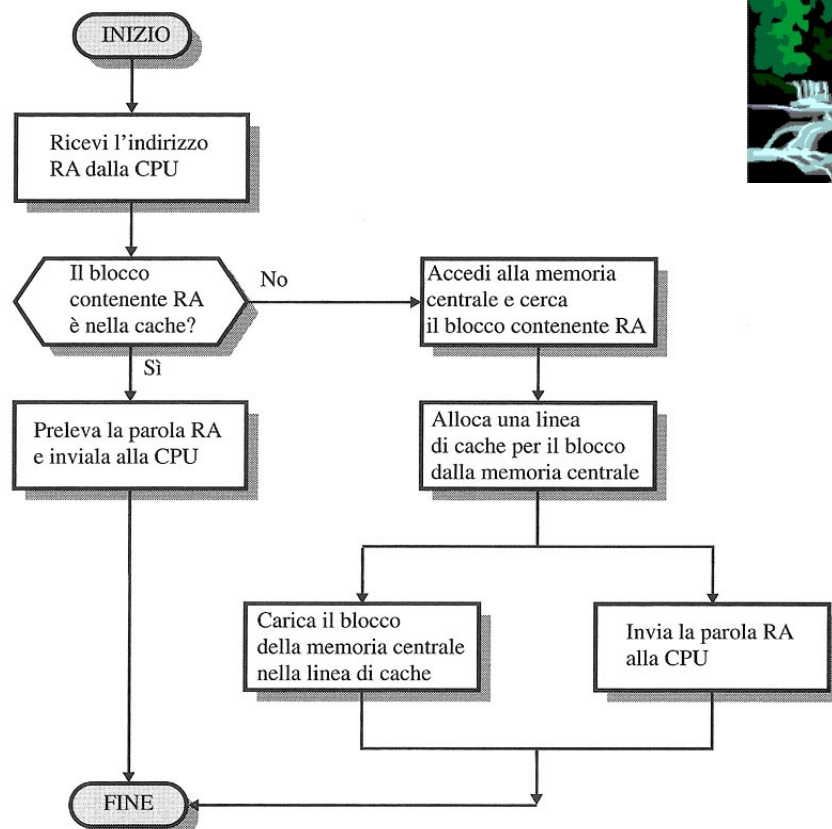 INIZIO
Ricevi l'indirizzo
RA dalla CPU
Il blocco
contenente RA
è nella cache?
No
Accedi alla memoria
centrale e cerca
il blocco contenente RA
Sì
Preleva la parola RA
e inviala alla CPU
Alloca una linea
di cache per il blocco
dalla memoria centrale
Carica il blocco
della memoria centrale
nella linea di cache
Invia la parola RA
alla CPU
FINE